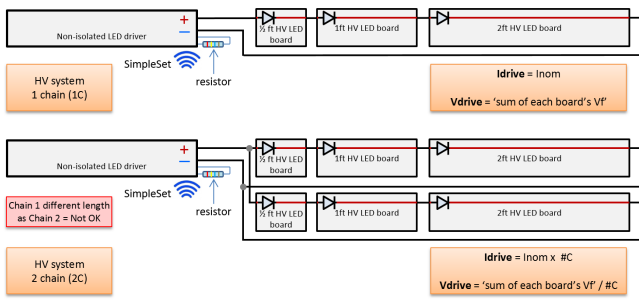 +
Non-isolated LED driver
−
½ ft HV LED
board
1ft HV LED board
2ft HV LED board
SimpleSet
resistor
HV system
1 chain (1C)
Idrive = Inom
Vdrive = ‘sum of each board’s Vf’
+
Non-isolated LED driver
−
½ ft HV LED
board
1ft HV LED board
2ft HV LED board
SimpleSet
resistor
Chain 1 different length
as Chain 2 = Not OK
½ ft HV LED
board
1ft HV LED board
2ft HV LED board
HV system
2 chain (2C)
Idrive = Inom x #C
Vdrive = ‘sum of each board’s Vf’ / #C